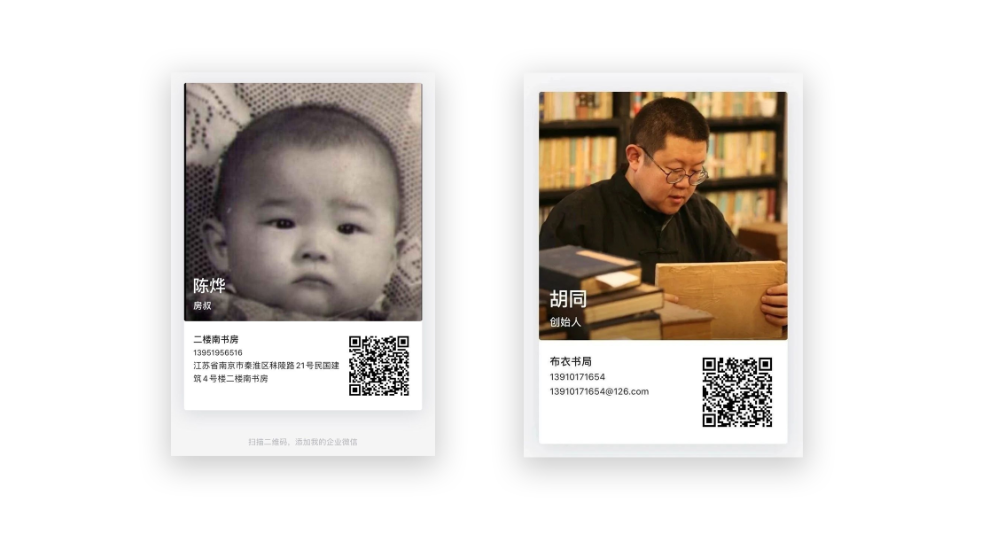 陈烨
房叔
二楼南书房
13951956516
江苏省南京市秦淮区秣陵路21号民国建
筑4号楼二楼南书房
扫描二维码，添加我的企业微信
胡同
创始人
布衣书局
13910171654
13910171654@126.com